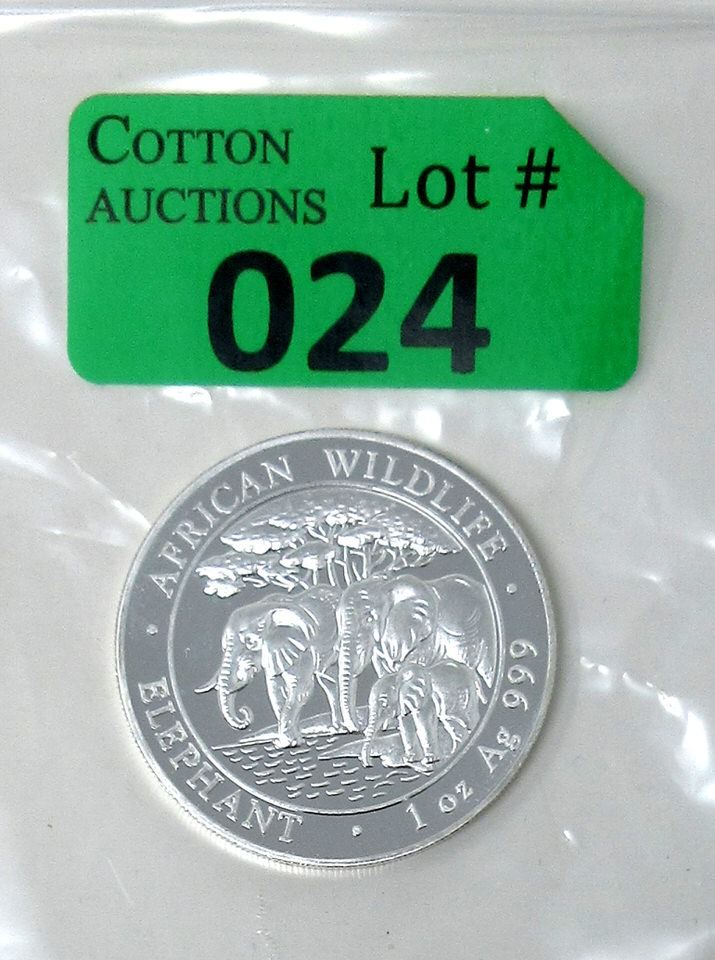 COTTON
AUCTIONS
Lot #
024
AFRICAN WILDLIFE
ELEPHANT
1 oz Ag 999